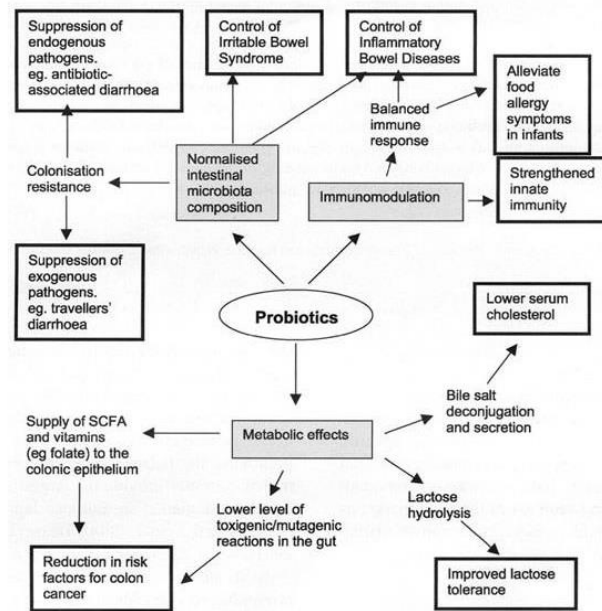 Suppression of
endogenous
pathogens.
eg. antibiotic-
associated diarrhoea
Control of
Irritable Bowel
Syndrome
Control of
Inflammatory
Bowel Diseases
Alleviate
food
allergy
symptoms
in infants
Balanced
immune
response
Colonisation
resistance
Normalised
intestinal
microbiota
composition
Immunomodulation
Strengthened
innate
immunity
Suppression of
exogenous
pathogens.
eg. travellers'
diarrhoea
Probiotics
Lower serum
cholesterol
Bile salt
deconjugation
and secretion
Supply of SCFA
and vitamins
(eg folate) to the
colonic epithelium
Metabolic effects
Lower level of
toxigenic/mutagenic
reactions in the gut
Lactose
hydrolysis
Reduction in risk
factors for colon
cancer
Improved lactose
tolerance